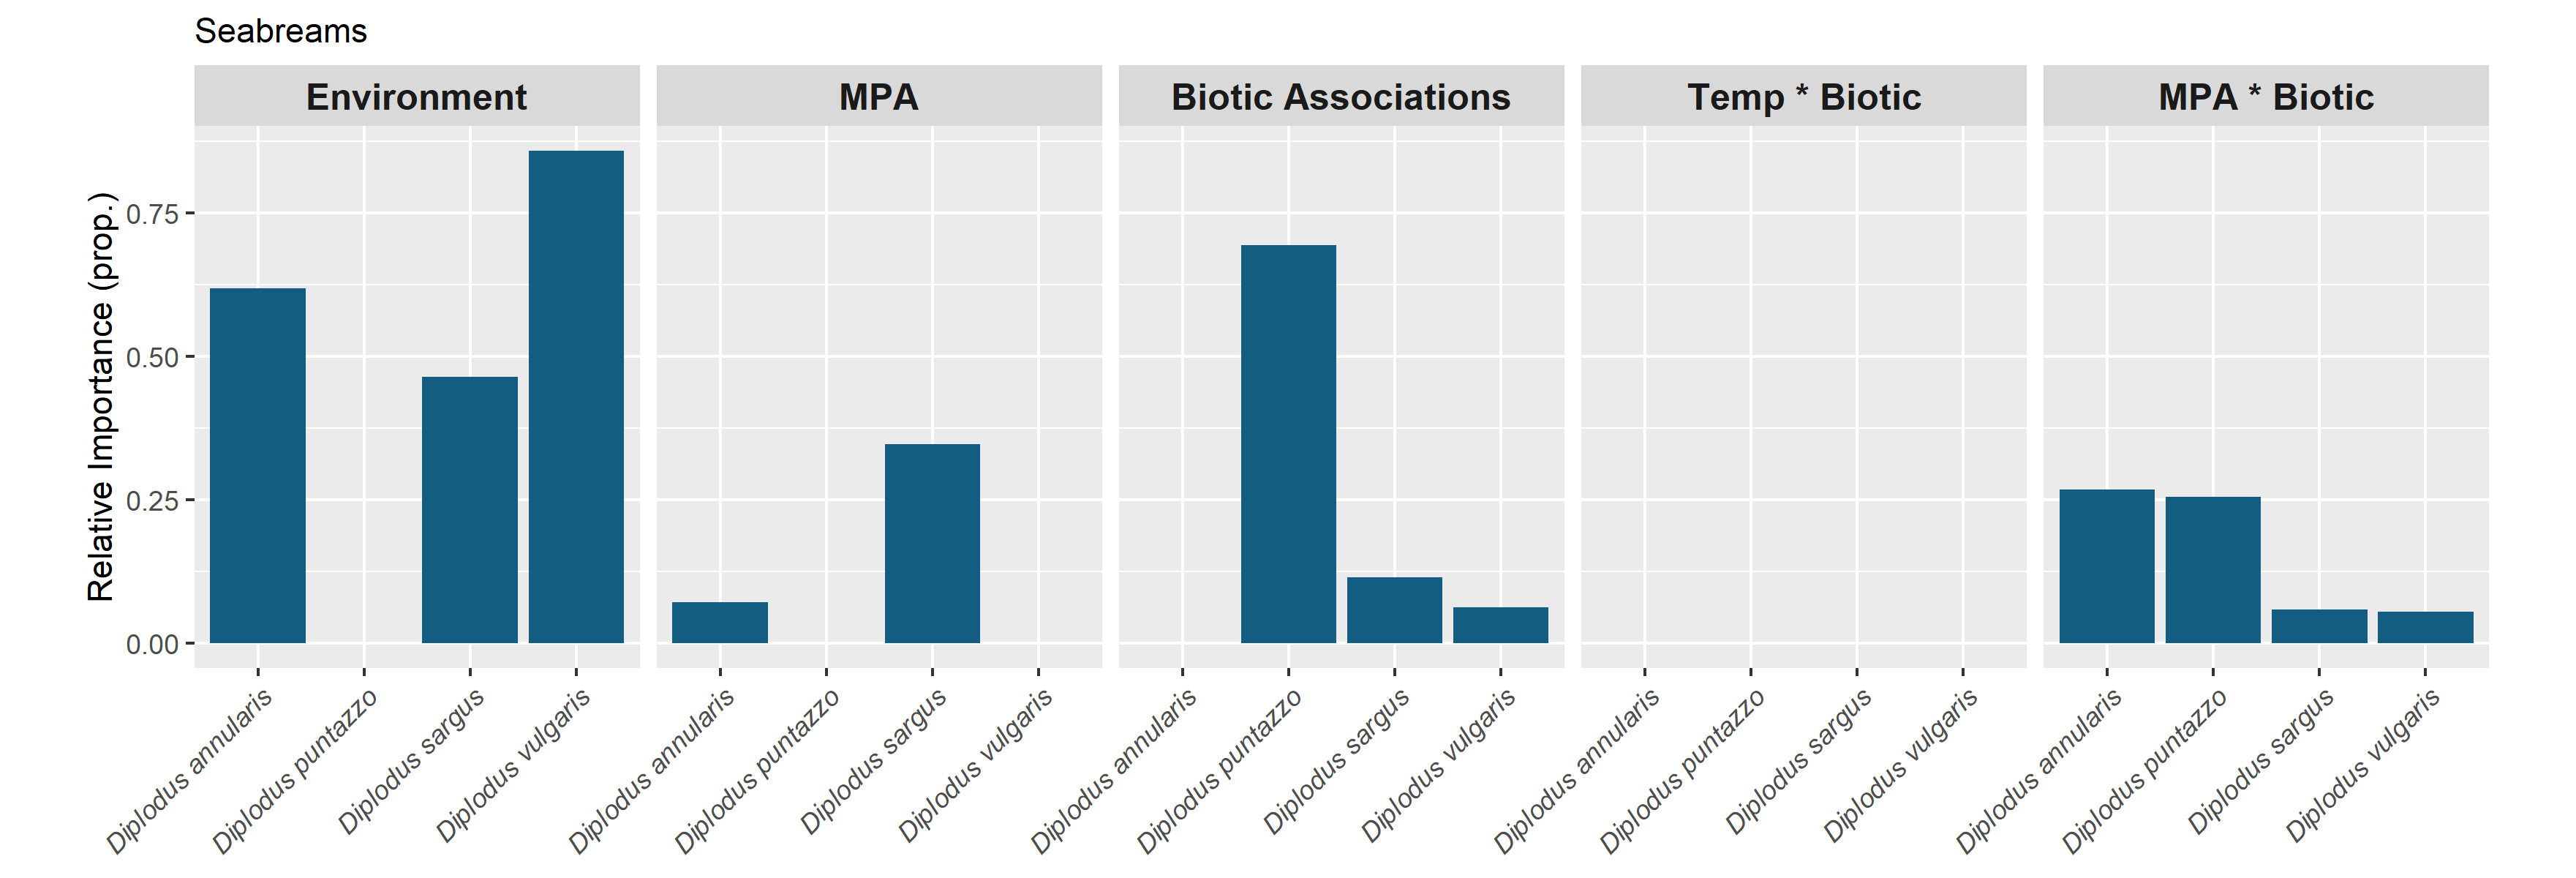 Seabreams
Environment
MPA
Biotic Associations
Temp * Biotic
MPA * Biotic
Relative Importance (prop.)
0.75
0.50
0.25
0.00
Diplodus annularis
Diplodus puntazzo
Diplodus sargus
Diplodus vulgaris
Diplodus annularis
Diplodus puntazzo
Diplodus sargus
Diplodus vulgaris
Diplodus annularis
Diplodus puntazzo
Diplodus sargus
Diplodus vulgaris
Diplodus annularis
Diplodus puntazzo
Diplodus sargus
Diplodus vulgaris
Diplodus annularis
Diplodus puntazzo
Diplodus sargus
Diplodus vulgaris